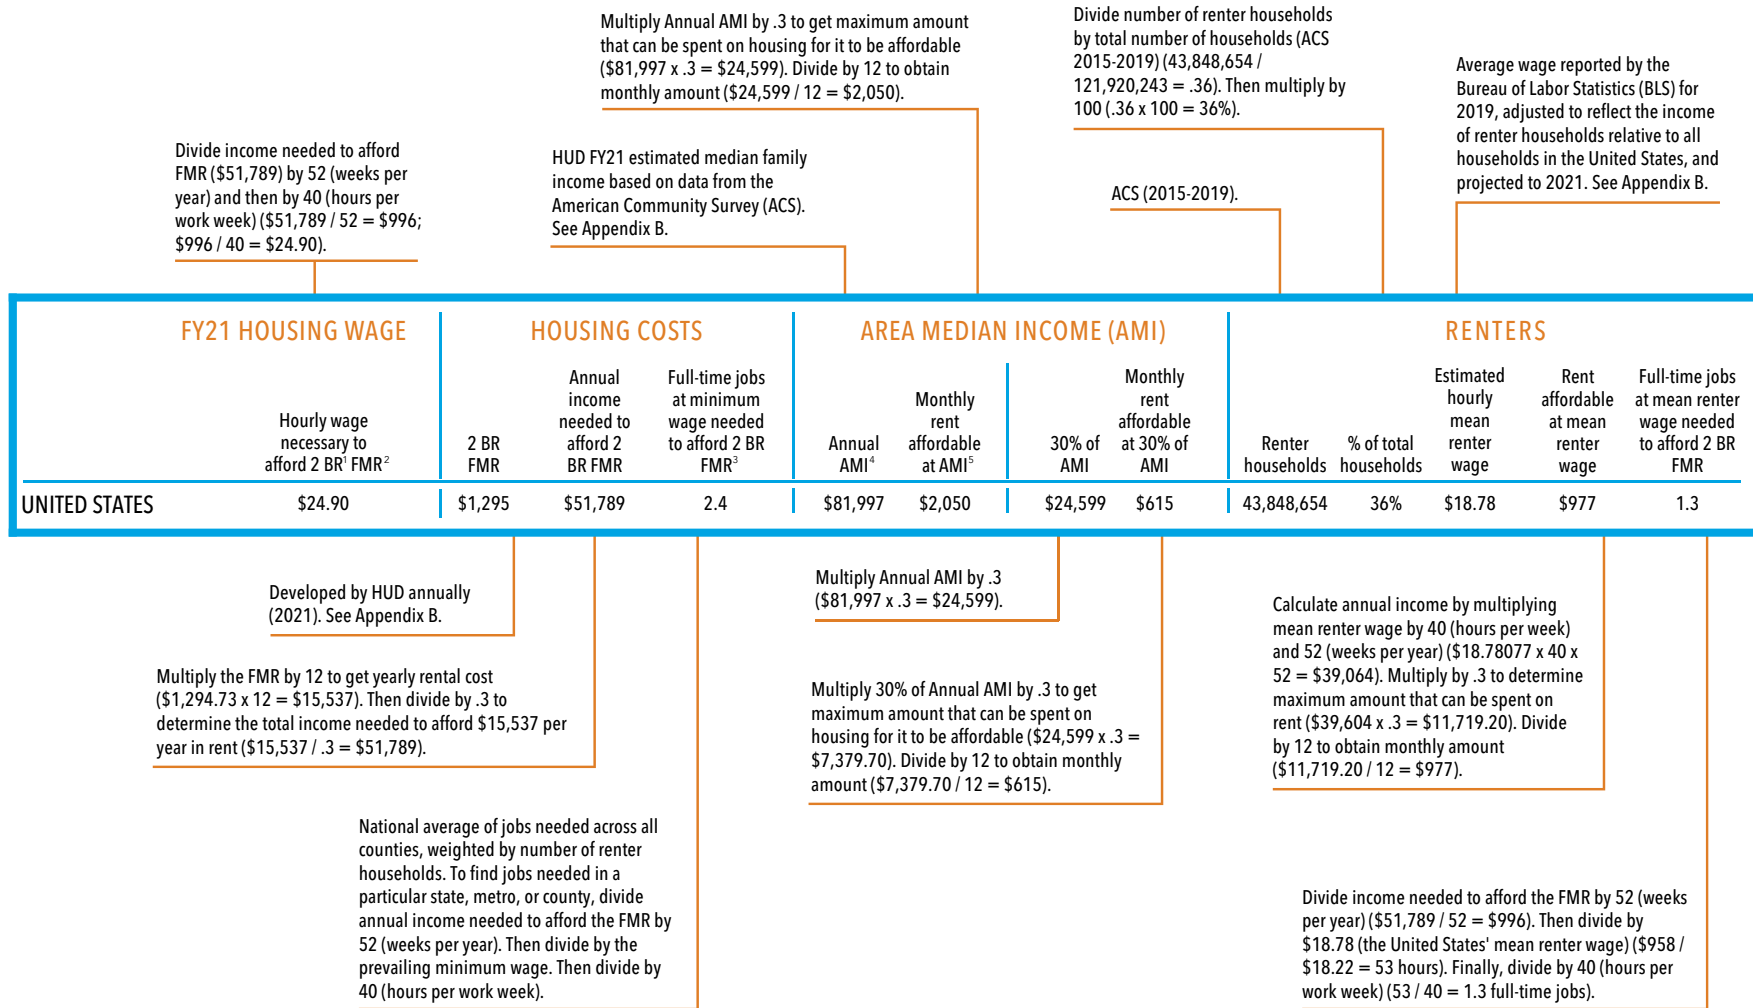 Multiply Annual AMI by .3 to get maximum amount
that can be spent on housing for it to be affordable
($81,997 x .3 = $24,599). Divide by 12 to obtain
monthly amount ($24,599 / 12 = $2,050).
Divide number of renter households
by total number of households (ACS
2015-2019) (43,848,654 /
121,920,243 = .36). Then multiply by
100 (.36 x 100 = 36%).
Average wage reported by the
Bureau of Labor Statistics (BLS) for
2019, adjusted to reflect the income
of renter households relative to all
households in the United States, and
projected to 2021. See Appendix B.
Divide income needed to afford
FMR ($51,789) by 52 (weeks per
year) and then by 40 (hours per
work week) ($51,789 / 52 = $996;
$996 / 40 = $24.90).
HUD FY21 estimated median family
income based on data from the
American Community Survey (ACS).
See Appendix B.
ACS (2015-2019).
FY21 HOUSING WAGE
HOUSING COSTS
AREA MEDIAN INCOME (AMI)
RENTERS
Hourly wage
necessary to
afford 2 BR¹ FMR²
2 BR
FMR
Annual
income
needed to
afford 2
BR FMR
Full-time jobs
at minimum
wage needed
to afford 2 BR
FMR³
Annual
AMI⁴
Monthly
rent
affordable
at AMI⁵
30% of
AMI
Monthly
rent
affordable
at 30% of
AMI
Renter
households
% of total
households
Estimated
hourly
mean
renter
wage
Rent
affordable
at mean
renter
wage
Full-time jobs
at mean renter
wage needed
to afford 2 BR
FMR
UNITED STATES $24.90 $1,295 $51,789 2.4 $81,997 $2,050 $24,599 $615 43,848,654 36% $18.78 $977 1.3
Developed by HUD annually
(2021). See Appendix B.
Multiply the FMR by 12 to get yearly rental cost
($1,294.73 x 12 = $15,537). Then divide by .3 to
determine the total income needed to afford $15,537 per
year in rent ($15,537 / .3 = $51,789).
National average of jobs needed across all
counties, weighted by number of renter
households. To find jobs needed in a
particular state, metro, or county, divide
annual income needed to afford the FMR by
52 (weeks per year). Then divide by the
prevailing minimum wage. Then divide by
40 (hours per work week).
Multiply Annual AMI by .3
($81,997 x .3 = $24,599).
Multiply 30% of Annual AMI by .3 to get
maximum amount that can be spent on
housing for it to be affordable ($24,599 x .3 =
$7,379.70). Divide by 12 to obtain monthly
amount ($7,379.70 / 12 = $615).
Calculate annual income by multiplying
mean renter wage by 40 (hours per week)
and 52 (weeks per year) ($18.78077 x 40 x
52 = $39,064). Multiply by .3 to determine
maximum amount that can be spent on
rent ($39,604 x .3 = $11,719.20). Divide
by 12 to obtain monthly amount
($11,719.20 / 12 = $977).
Divide income needed to afford the FMR by 52 (weeks
per year) ($51,789 / 52 = $996). Then divide by
$18.78 (the United States' mean renter wage) ($958 /
$18.22 = 53 hours). Finally, divide by 40 (hours per
work week) (53 / 40 = 1.3 full-time jobs).